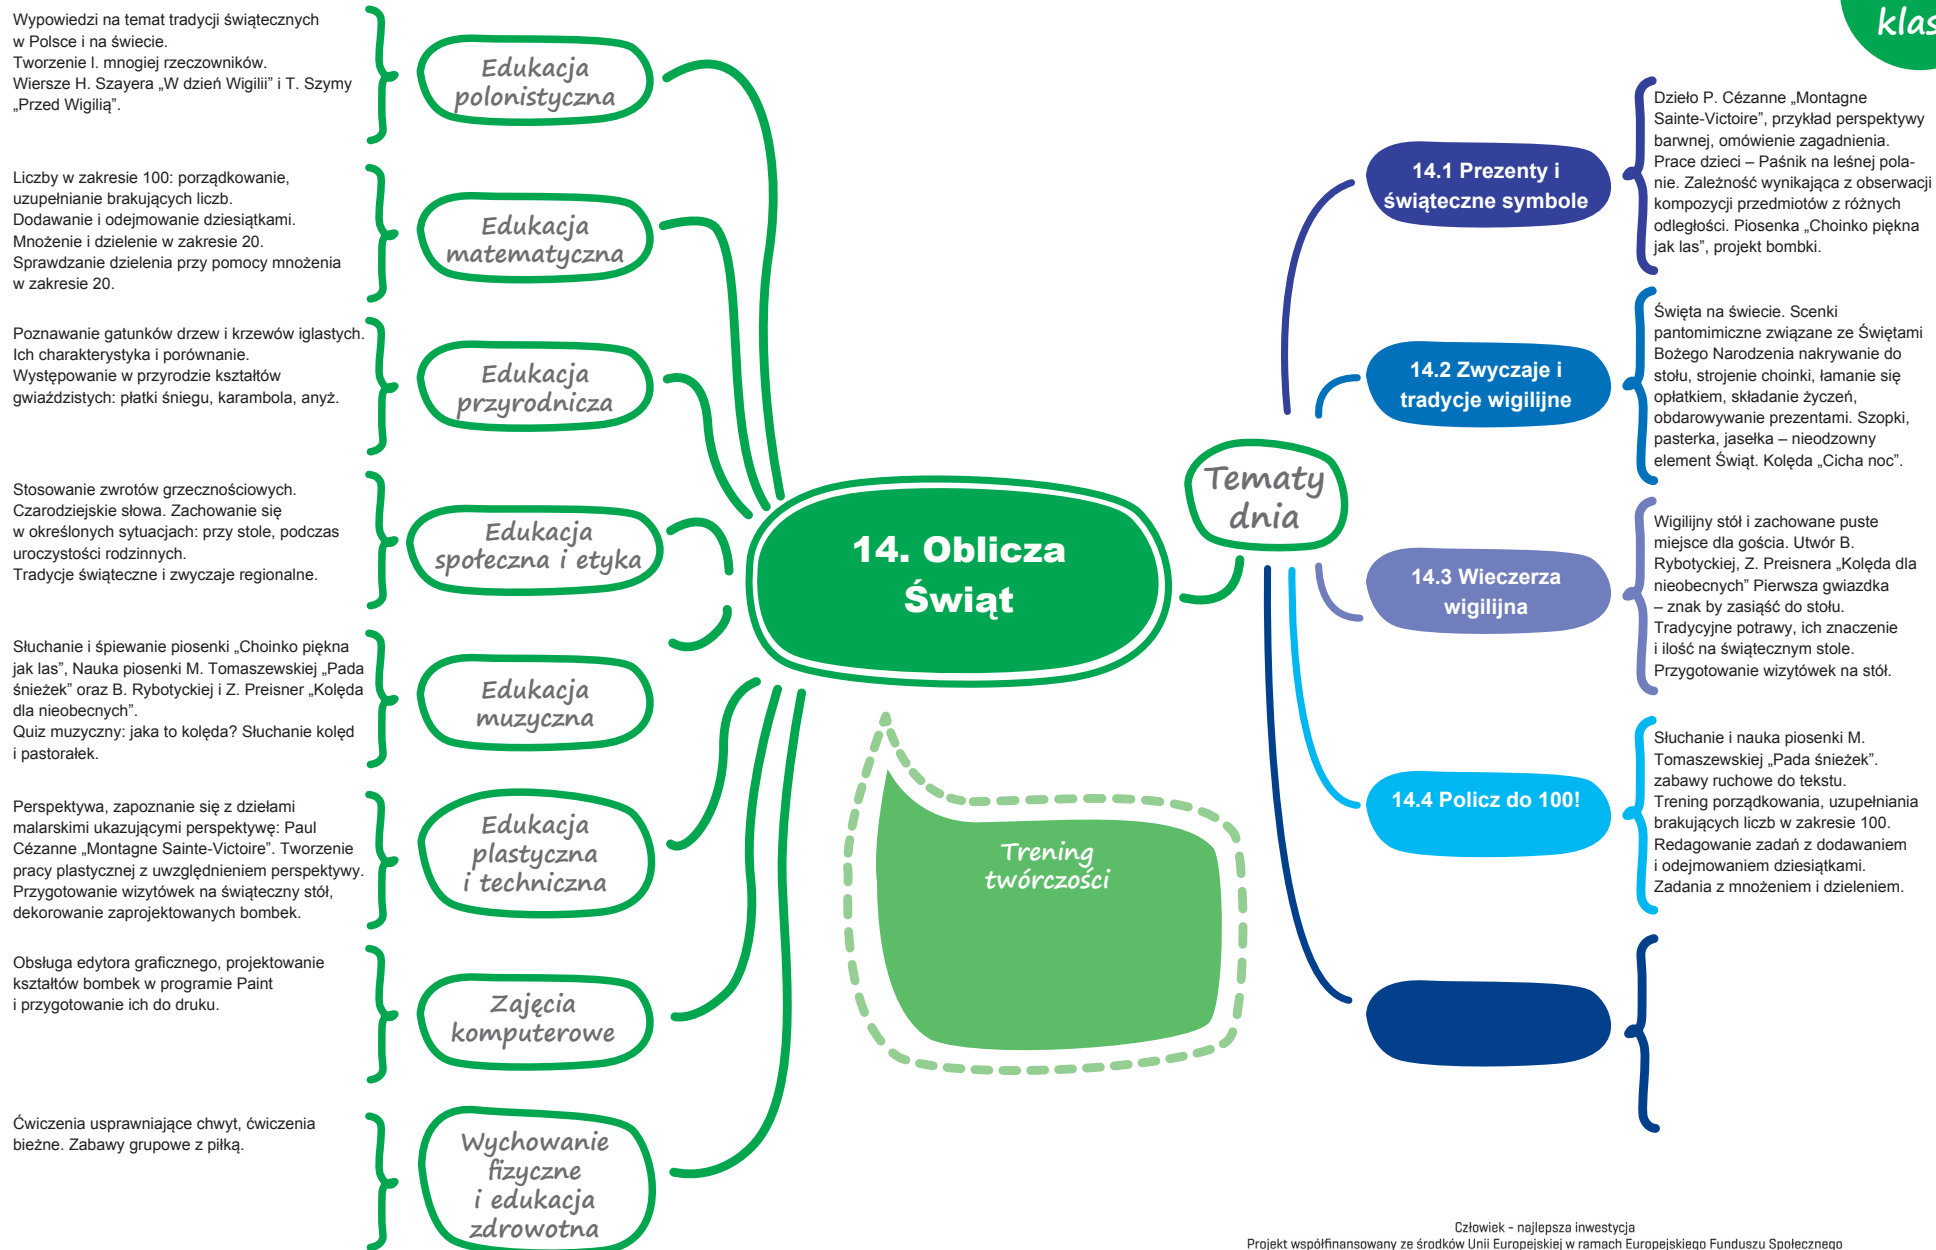 Wypowiedzi na temat tradycji świątecznych
w Polsce i na świecie.
Tworzenie l. mnogiej rzeczowników.
Wiersze H. Szayera „W dzień Wigilii” i T. Szymy
„Przed Wigilią”.
Edukacja
polonistyczna
Liczby w zakresie 100: porządkowanie,
uzupełnianie brakujących liczb.
Dodawanie i odejmowanie dziesiątkami.
Mnożenie i dzielenie w zakresie 20.
Sprawdzanie dzielenia przy pomocy mnożenia
w zakresie 20.
Edukacja
matematyczna
Poznawanie gatunków drzew i krzewów iglastych.
Ich charakterystyka i porównanie.
Występowanie w przyrodzie kształtów
gwiaździstych: płatki śniegu, karambola, anyż.
Edukacja
przyrodnicza
Stosowanie zwrotów grzecznościowych.
Czarodziejskie słowa. Zachowanie się
w określonych sytuacjach: przy stole, podczas
uroczystości rodzinnych.
Tradycje świąteczne i zwyczaje regionalne.
Edukacja
społeczna i etyka
Słuchanie i śpiewanie piosenki „Choinko piękna
jak las”, Nauka piosenki M. Tomaszewskiej „Pada
śnieżek” oraz B. Rybotyckiej i Z. Preisner „Kolęda
dla nieobecnych”.
Quiz muzyczny: jaka to kolęda? Słuchanie kolęd
i pastorałek.
Edukacja
muzyczna
Perspektywa, zapoznanie się z dziełami
malarskimi ukazującymi perspektywę: Paul
Cézanne „Montagne Sainte-Victoire”. Tworzenie
pracy plastycznej z uwzględnieniem perspektywy.
Przygotowanie wizytówek na świąteczny stół,
dekorowanie zaprojektowanych bombek.
Edukacja
plastyczna
i techniczna
Obsługa edytora graficznego, projektowanie
kształtów bombek w programie Paint
i przygotowanie ich do druku.
Zajęcia
komputerowe
Ćwiczenia usprawniające chwyt, ćwiczenia
bieżne. Zabawy grupowe z piłką.
Wychowanie
fizyczne
i edukacja
zdrowotna
14. Oblicza
Świąt
Trening
twórczości
Tematy
dnia
klas
14.1 Prezenty i
świąteczne symbole
Dzieło P. Cézanne „Montagne
Sainte-Victoire”, przykład perspektywy
barwnej, omówienie zagadnienia.
Prace dzieci – Paśnik na leśnej pola-
nie. Zależność wynikająca z obserwacji
kompozycji przedmiotów z różnych
odległości. Piosenka „Choinko piękna
jak las”, projekt bombki.
14.2 Zwyczaje i
tradycje wigilijne
Święta na świecie. Scenki
pantomimiczne związane ze Świętami
Bożego Narodzenia nakrywanie do
stołu, strojenie choinki, łamanie się
opłatkiem, składanie życzeń,
obdarowywanie prezentami. Szopki,
pasterka, jasełka – nieodzowny
element Świąt. Kolęda „Cicha noc”.
14.3 Wieczerza
wigilijna
Wigilijny stół i zachowane puste
miejsce dla gościa. Utwór B.
Rybotyckiej, Z. Preisnera „Kolęda dla
nieobecnych” Pierwsza gwiazdka
– znak by zasiąść do stołu.
Tradycyjne potrawy, ich znaczenie
i ilość na świątecznym stole.
Przygotowanie wizytówek na stół.
14.4 Policz do 100!
Słuchanie i nauka piosenki M.
Tomaszewskiej „Pada śnieżek”.
zabawy ruchowe do tekstu.
Trening porządkowania, uzupełniania
brakujących liczb w zakresie 100.
Redagowanie zadań z dodawaniem
i odejmowaniem dziesiątkami.
Zadania z mnożeniem i dzieleniem.
Człowiek - najlepsza inwestycja
Projekt współfinansowany ze środków Unii Europejskiej w ramach Europejskiego Funduszu Społecznego